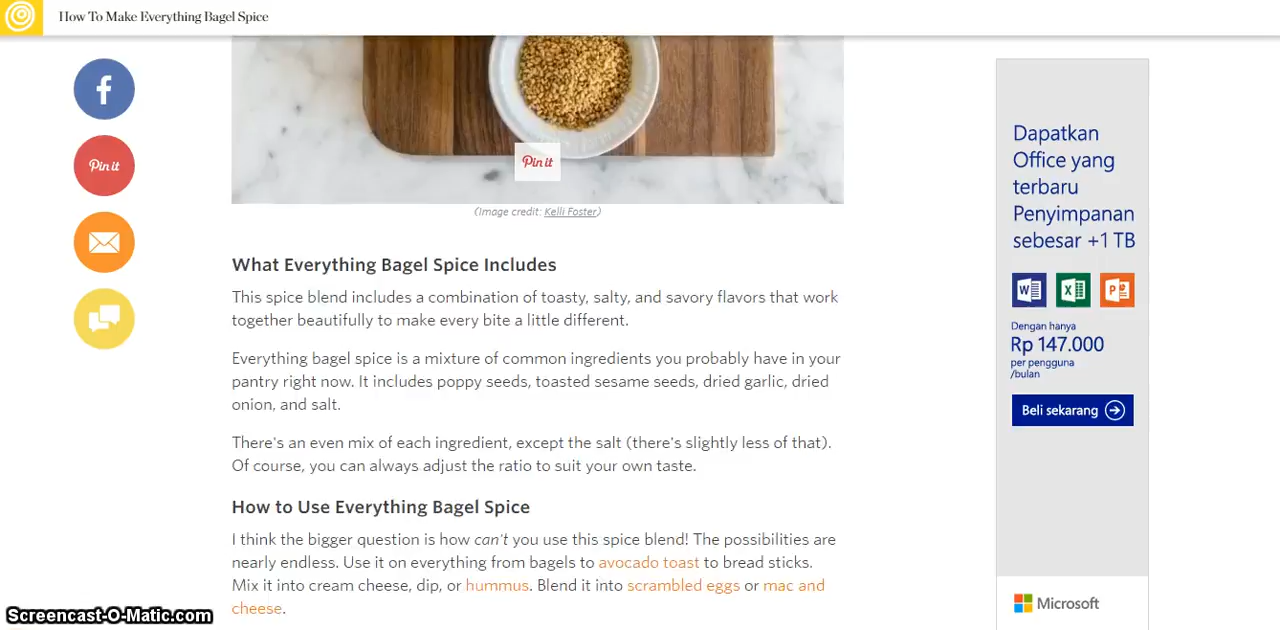 How To Make Everything Bagel Spice
f
Pin it
Pin it
(Image credit: Kelli Foster)
What Everything Bagel Spice Includes
This spice blend includes a combination of toasty, salty, and savory flavors that work
together beautifully to make every bite a little different.
Everything bagel spice is a mixture of common ingredients you probably have in your
pantry right now. It includes poppy seeds, toasted sesame seeds, dried garlic, dried
onion, and salt.
There's an even mix of each ingredient, except the salt (there's slightly less of that).
Of course, you can always adjust the ratio to suit your own taste.
How to Use Everything Bagel Spice
I think the bigger question is how can't you use this spice blend! The possibilities are
nearly endless. Use it on everything from bagels to avocado toast to bread sticks.
Mix it into cream cheese, dip, or hummus. Blend it into scrambled eggs or mac and
cheese.
Dapatkan
Office yang
terbaru
Penyimpanan
sebesar +1 TB
W
X
P
Dengan hanya
Rp 147.000
per pengguna
/bulan
Beli sekarang
Microsoft
Screencast-O-Matic.com